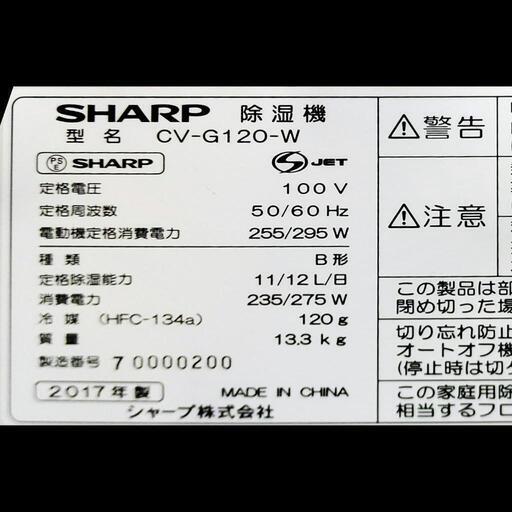 SHARP 除湿機
型名 CV-G120-W
PS E SHARP JET
定格電圧 100 V
定格周波数 50/60 Hz
電動機定格消費電力 255/295 W
種類 B形
定格除湿能力 11/12 L/日
消費電力 235/275 W
冷媒 (HFC-134a) 120 g
質量 13.3 kg
製造番号 70000200
2017年製 MADE IN CHINA
シャープ株式会社
⚠警告
⚠注意
この製品は部
閉め切った場
切り忘れ防止
オートオフ機
(停止時は切タ
この家庭用除
相当するフロ